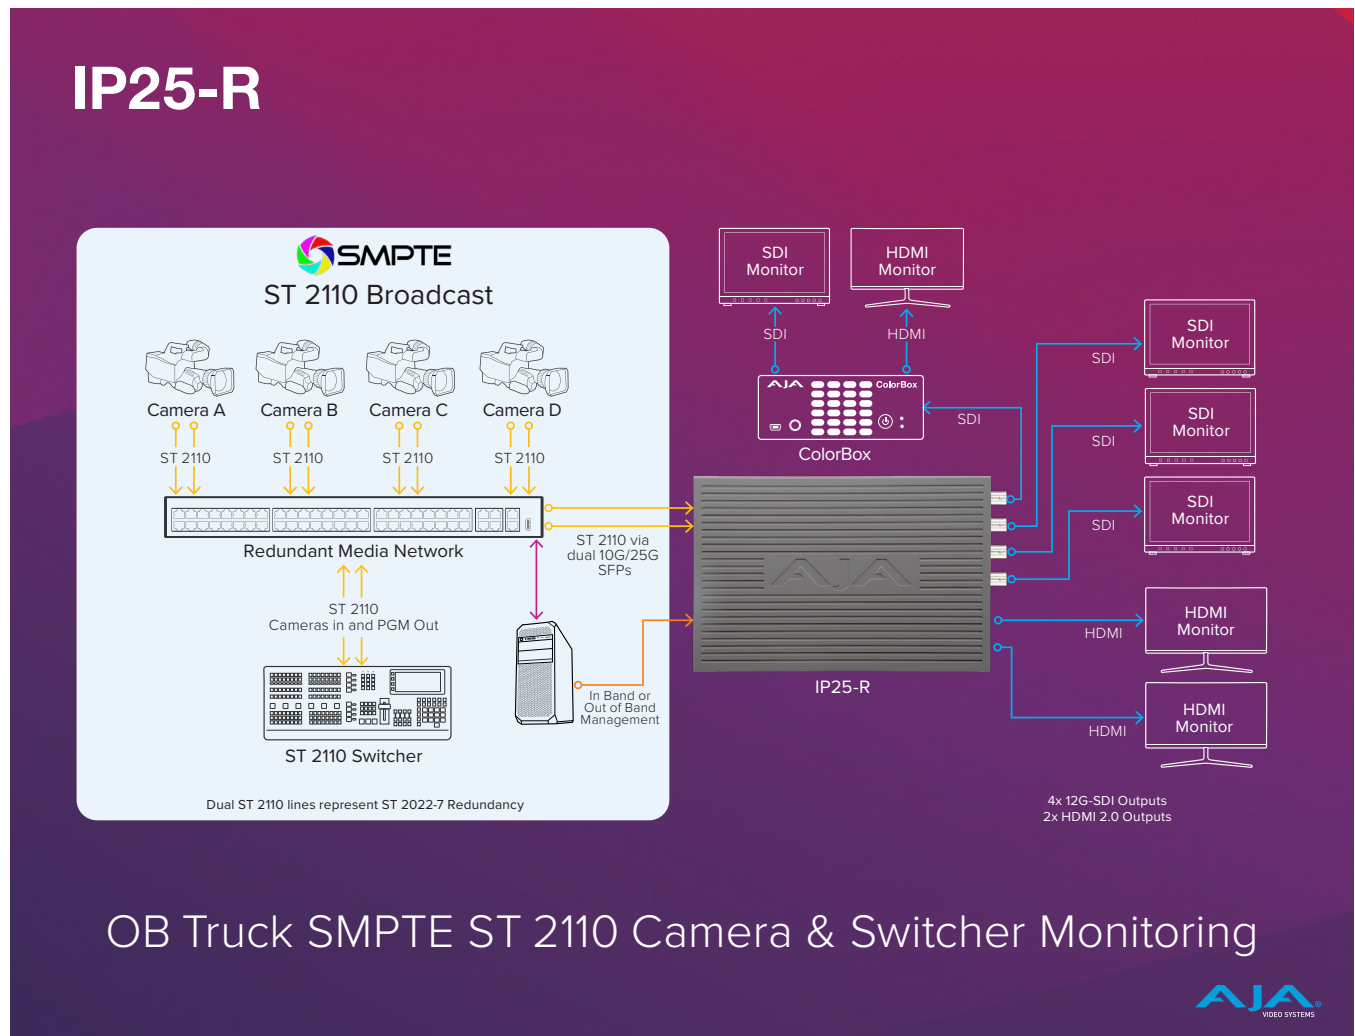 IP25-R
SMPTE
ST 2110 Broadcast
Camera A
Camera B
Camera C
Camera D
ST 2110
ST 2110
ST 2110
ST 2110
Redundant Media Network
ST 2110
Cameras in and PGM Out
ST 2110 Switcher
ST 2110 via
dual 10G/25G
SFPs
In Band or
Out of Band
Management
Dual ST 2110 lines represent ST 2022-7 Redundancy
SDI
Monitor
HDMI
Monitor
SDI
HDMI
AJA
ColorBox
ColorBox
SDI
AJA
IP25-R
SDI
SDI
Monitor
SDI
SDI
Monitor
SDI
SDI
Monitor
HDMI
HDMI
Monitor
HDMI
HDMI
Monitor
4x 12G-SDI Outputs
2x HDMI 2.0 Outputs
OB Truck SMPTE ST 2110 Camera & Switcher Monitoring
AJA®
VIDEO SYSTEMS